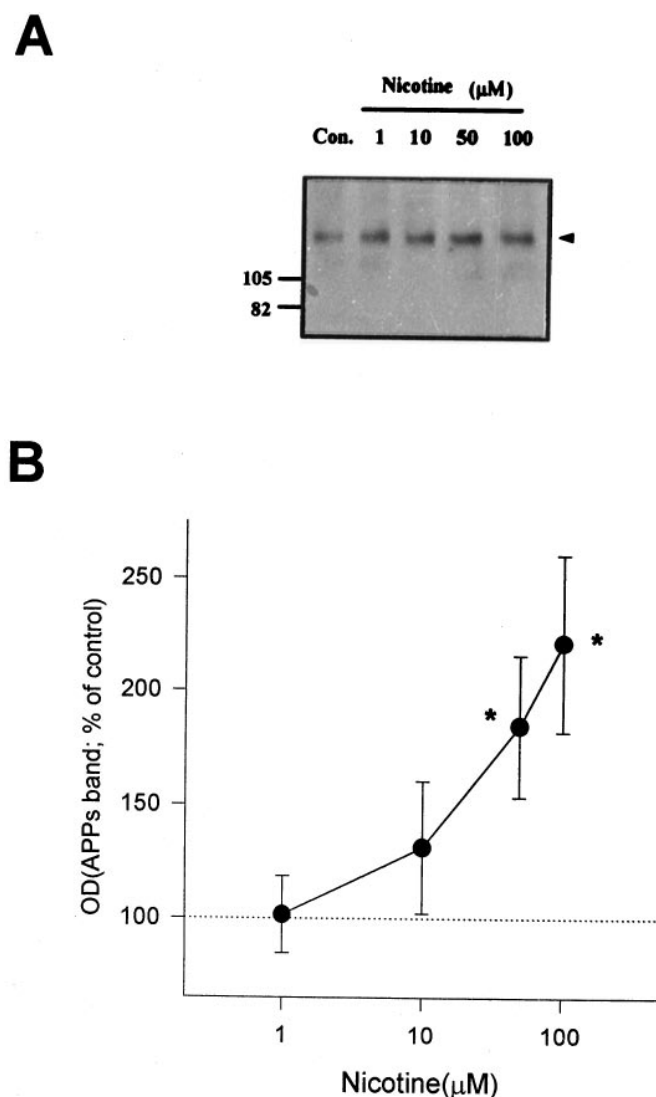 A
Nicotine (μM)
Con. 1 10 50 100
105
82
B
250
200
150
100
OD(APPs band; % of control)
*
*
1 10 100
Nicotine(μM)